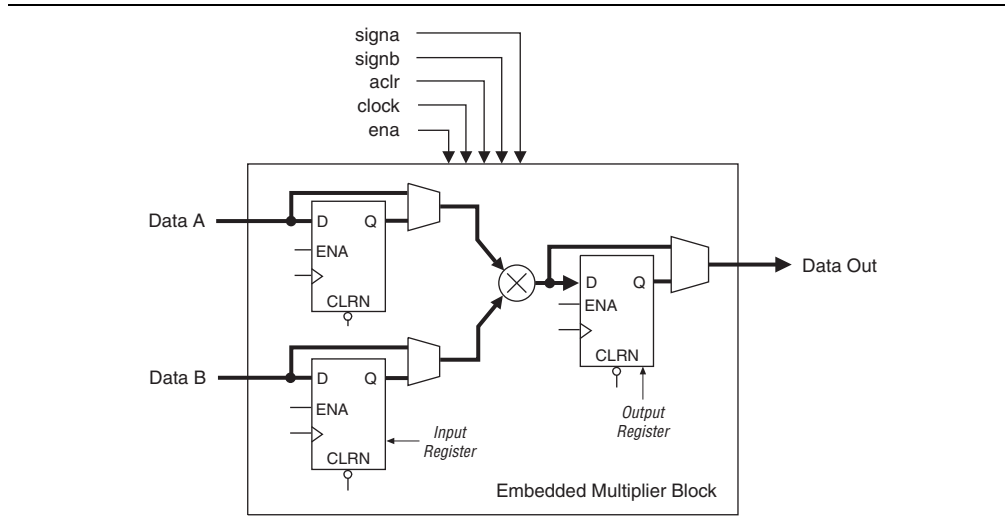 signa
signb
aclr
clock
ena
Data A
D Q
ENA
CLRN
Data B
D Q
ENA
CLRN
Input
Register
D Q
ENA
CLRN
Output
Register
Data Out
Embedded Multiplier Block